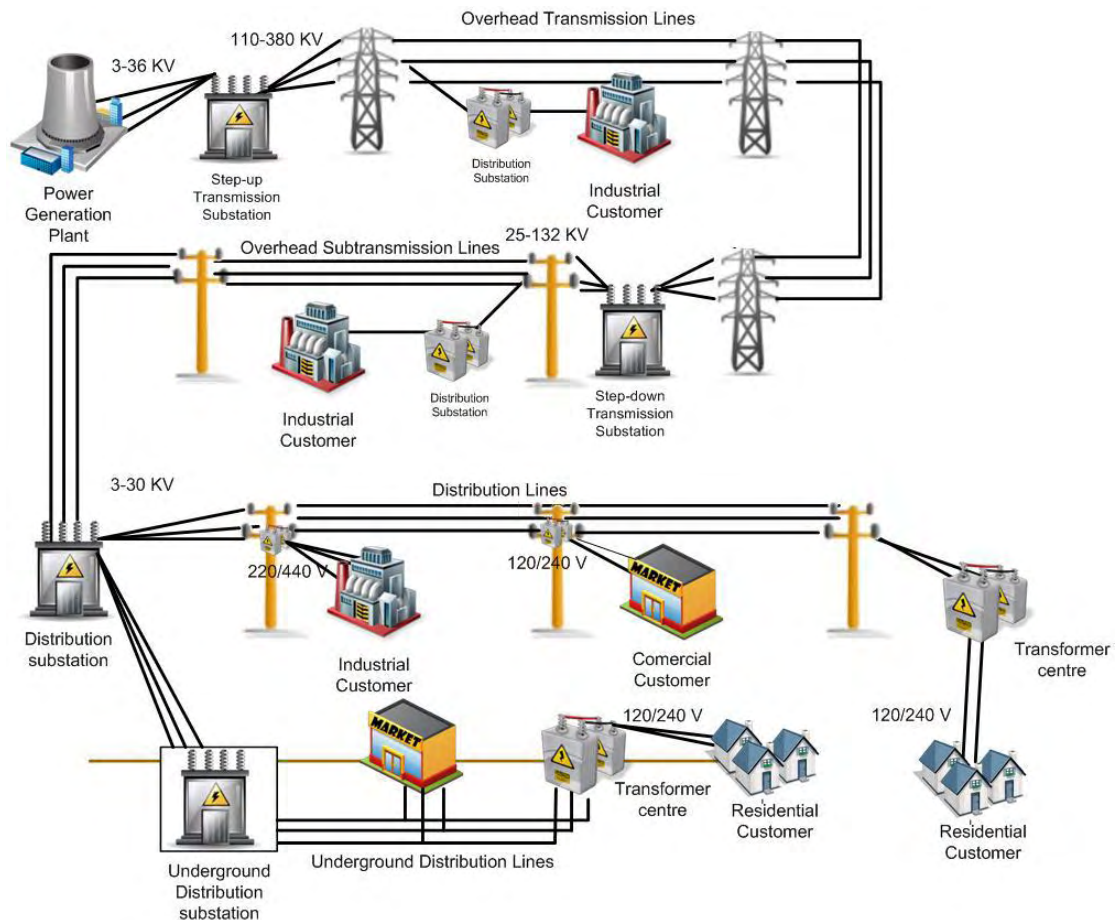 Overhead Transmission Lines
110-380 KV
3-36 KV
Distribution
Substation
Step-up
Transmission
Substation
Industrial
Customer
Power
Generation
Plant
Overhead Subtransmission Lines
25-132 KV
Industrial
Customer
Distribution
Substation
Step-down
Transmission
Substation
3-30 KV
Distribution Lines
220/440 V
120/240 V
MARKET
Distribution
substation
Industrial
Customer
Comercial
Customer
Transformer
centre
MARKET
120/240 V
120/240 V
Transformer
centre
Residential
Customer
Residential
Customer
Underground Distribution Lines
Underground
Distribution
substation